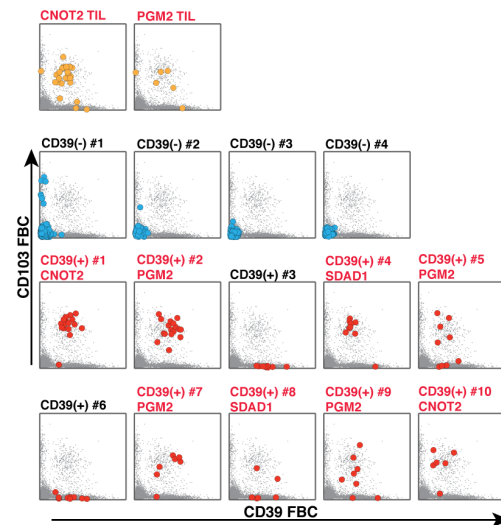 CNOT2 TIL
PGM2 TIL
CD39(-) #1
CD39(-) #2
CD39(-) #3
CD39(-) #4
CD103 FBC
CD39(+) #1
CNOT2
CD39(+) #2
PGM2
CD39(+) #3
CD39(+) #4
SDAD1
CD39(+) #5
PGM2
CD39(+) #6
CD39(+) #7
PGM2
CD39(+) #8
SDAD1
CD39(+) #9
PGM2
CD39(+) #10
CNOT2
CD39 FBC